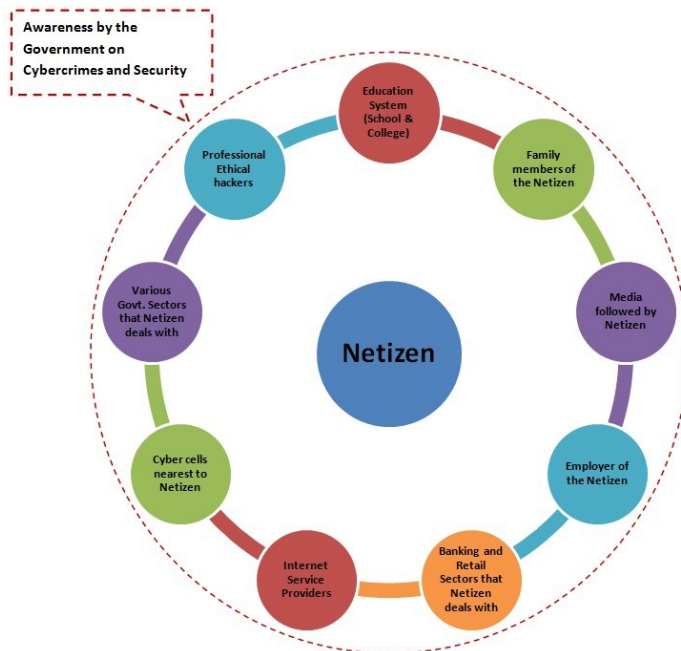 Awareness by the
Government on
Cybercrimes and Security
Education
System
(School &
College)
Family
members of
the Netizen
Media
followed by
Netizen
Employer of
the Netizen
Banking and
Retail
Sectors that
Netizen
deals with
Internet
Service
Providers
Cyber cells
nearest to
Netizen
Various
Govt. Sectors
that Netizen
deals with
Professional
Ethical
hackers
Netizen